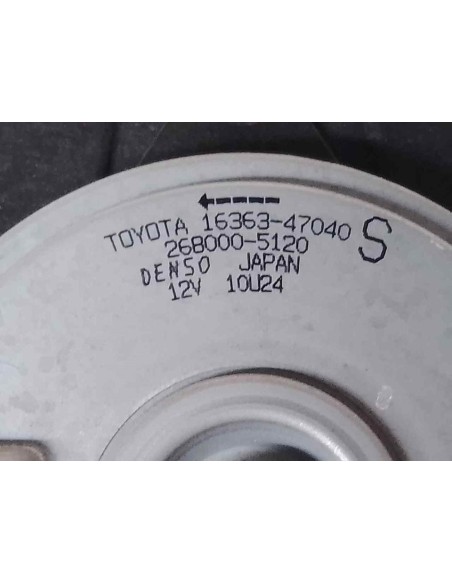 TOYOTA 16363-47040 S
268000-5120
DENSO JAPAN
12V 10U24